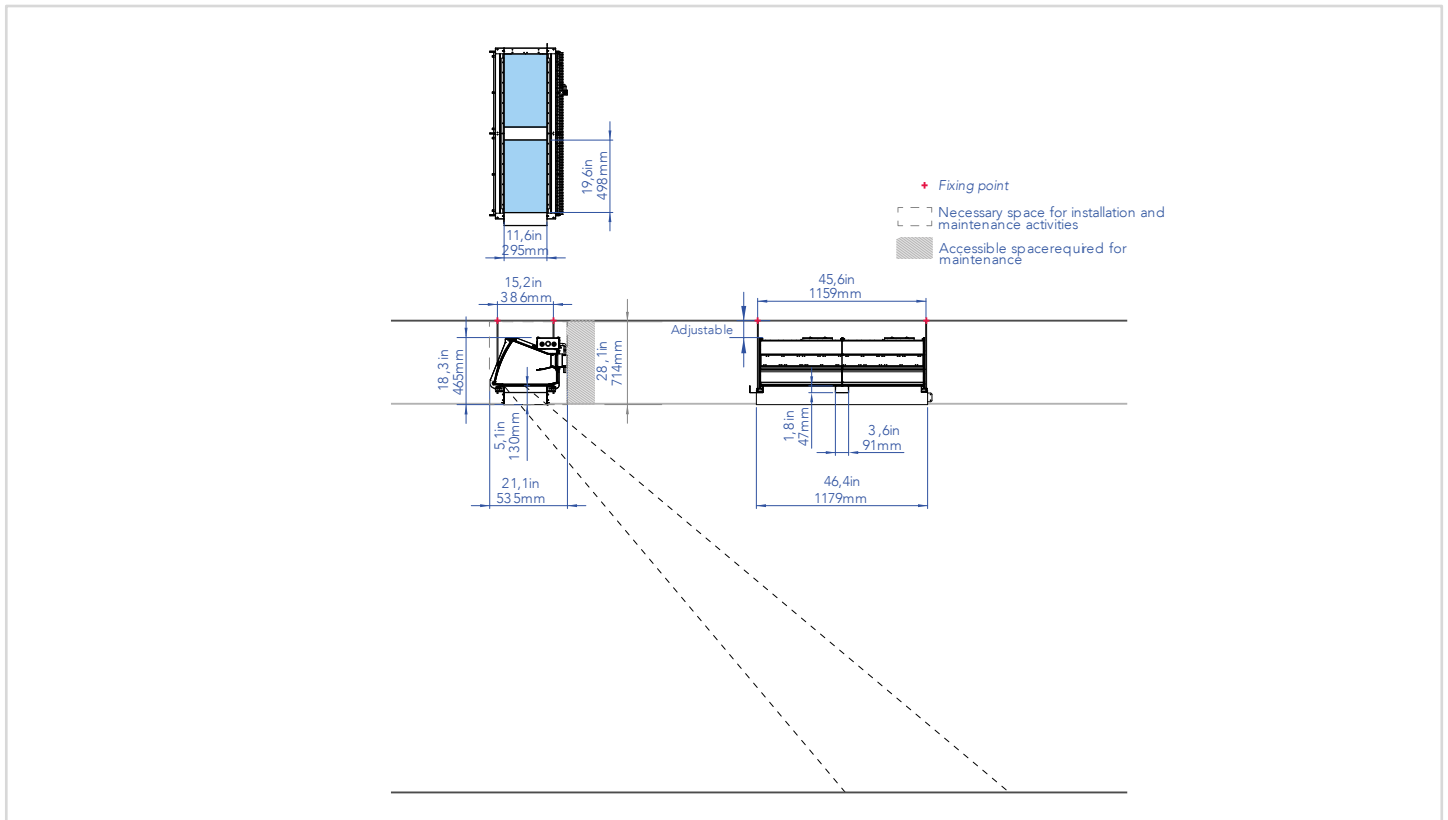 19,6in
498mm
11,6in
295mm
Fixing point
Necessary space for installation and
maintenance activities
Accessible spacerequired for
maintenance
15,2in
386mm
45,6in
1159mm
Adjustable
18,3in
465mm
28,1in
714mm
5,1in
130mm
1,8in
47mm
3,6in
91mm
21,1in
535mm
46,4in
1179mm